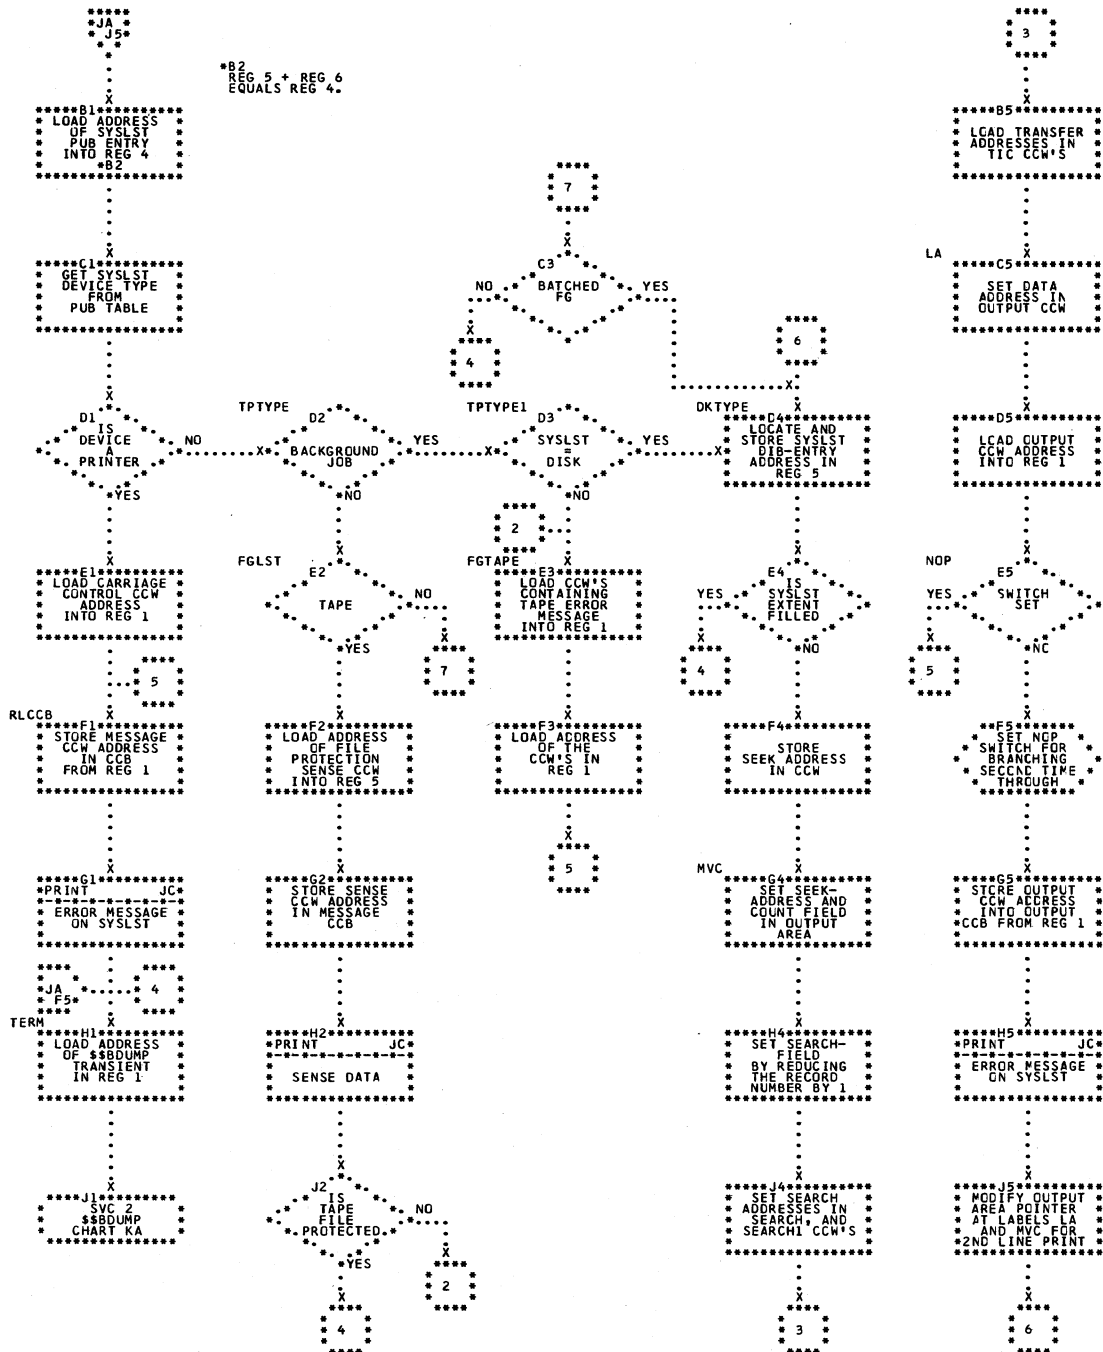 JA
J5
*B2
REG 5 + REG 6
EQUALS REG 4.
B1
LOAD ADDRESS
OF SYSLST
PUB ENTRY
INTO REG 4
*B2
C1
GET SYSLST
DEVICE TYPE
FROM
PUB TABLE
D1
IS
DEVICE
A
PRINTER
NO
YES
E1
LOAD CARRIAGE
CONTROL CCW
ADDRESS
INTO REG 1
5
RLCCB
F1
STORE MESSAGE
CCW ADDRESS
IN CCB
FROM REG 1
G1
PRINT JC
ERROR MESSAGE
ON SYSLST
JA
F5
4
TERM
H1
LOAD ADDRESS
OF $$BDUMP
TRANSIENT
IN REG 1
J1
SVC 2
$$BDUMP
CHART KA
TPTYPE
D2
BACKGROUND
JOB
YES
NO
FGLST
E2
TAPE
NO
YES
7
F2
LOAD ADDRESS
OF FILE
PROTECTION
SENSE CCW
INTO REG 5
G2
STORE SENSE
CCW ADDRESS
IN MESSAGE
CCB
H2
PRINT JC
SENSE DATA
J2
IS
TAPE
FILE
PROTECTED
NO
YES
2
4
7
C3
BATCHED
FG
NO
YES
4
TPTYPE1
D3
SYSLST
=
DISK
YES
NO
2
FGTAPE
E3
LOAD CCW'S
CONTAINING
TAPE ERROR
MESSAGE
INTO REG 1
F3
LOAD ADDRESS
OF THE
CCW'S IN
REG 1
5
6
DKTYPE
D4
LOCATE AND
STORE SYSLST
DIB-ENTRY
ADDRESS IN
REG 5
E4
IS
SYSLST
EXTENT
FILLED
YES
NO
4
F4
STORE
SEEK ADDRESS
IN CCW
MVC
G4
SET SEEK-
ADDRESS AND
COUNT FIELD
IN OUTPUT
AREA
H4
SET SEARCH-
FIELD
BY REDUCING
THE RECORD
NUMBER BY 1
J4
SET SEARCH
ADDRESSES IN
SEARCH, AND
SEARCH1 CCW'S
3
3
B5
LOAD TRANSFER
ADDRESSES IN
TIC CCW'S
LA
C5
SET DATA
ADDRESS IN
OUTPUT CCW
D5
LOAD OUTPUT
CCW ADDRESS
INTO REG 1
NOP
E5
SWITCH
SET
YES
NO
5
F5
SET NOP
SWITCH FOR
BRANCHING
SECOND TIME
THROUGH
G5
STORE OUTPUT
CCW ADDRESS
INTO OUTPUT
CCB FROM REG 1
H5
PRINT JC
ERROR MESSAGE
ON SYSLST
J5
MODIFY OUTPUT
AREA POINTER
AT LABELS LA
AND MVC FOR
2ND LINE PRINT
6